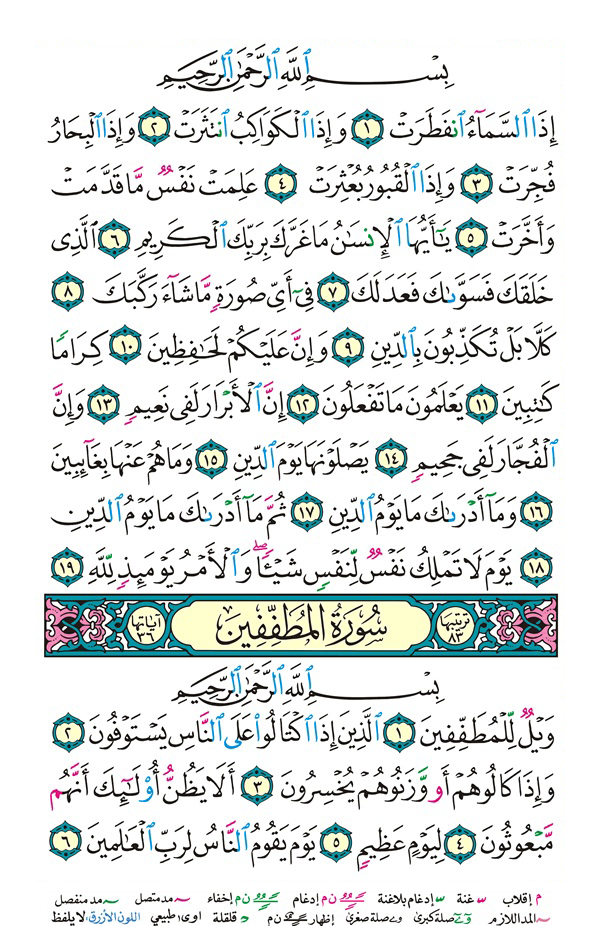 بِسْمِ ٱللَّهِ ٱلرَّحْمَٰنِ ٱلرَّحِيمِ
إِذَا ٱلسَّمَآءُ ٱنفَطَرَتْ ١ وَإِذَا ٱلْكَوَاكِبُ ٱنتَثَرَتْ ٢ وَإِذَا ٱلْبِحَارُ
فُجِّرَتْ ٣ وَإِذَا ٱلْقُبُورُ بُعْثِرَتْ ٤ عَلِمَتْ نَفْسٌ مَّا قَدَّمَتْ
وَأَخَّرَتْ ٥ يَٰٓأَيُّهَا ٱلْإِنسَٰنُ مَا غَرَّكَ بِرَبِّكَ ٱلْكَرِيمِ ٦ ٱلَّذِى
خَلَقَكَ فَسَوَّىٰكَ فَعَدَلَكَ ٧ فِىٓ أَىِّ صُورَةٍ مَّا شَآءَ رَكَّبَكَ ٨
كَلَّا بَلْ تُكَذِّبُونَ بِٱلدِّينِ ٩ وَإِنَّ عَلَيْكُمْ لَحَٰفِظِينَ ١٠ كِرَامًا
كَٰتِبِينَ ١١ يَعْلَمُونَ مَا تَفْعَلُونَ ١٢ إِنَّ ٱلْأَبْرَارَ لَفِى نَعِيمٍ ١٣ وَإِنَّ
ٱلْفُجَّارَ لَفِى جَحِيمٍ ١٤ يَصْلَوْنَهَا يَوْمَ ٱلدِّينِ ١٥ وَمَا هُمْ عَنْهَا بِغَآئِبِينَ
١٦ وَمَآ أَدْرَىٰكَ مَا يَوْمُ ٱلدِّينِ ١٧ ثُمَّ مَآ أَدْرَىٰكَ مَا يَوْمُ ٱلدِّينِ
١٨ يَوْمَ لَا تَمْلِكُ نَفْسٌ لِّنَفْسٍ شَيْـًٔا ۖ وَٱلْأَمْرُ يَوْمَئِذٍ لِّلَّهِ ١٩
ترتيبها ٨٣ سُورَةُ المُطَفِّفِينَ آياتها ٣٦
بِسْمِ ٱللَّهِ ٱلرَّحْمَٰنِ ٱلرَّحِيمِ
وَيْلٌ لِّلْمُطَفِّفِينَ ١ ٱلَّذِينَ إِذَا ٱكْتَالُوا۟ عَلَى ٱلنَّاسِ يَسْتَوْفُونَ ٢
وَإِذَا كَالُوهُمْ أَو وَّزَنُوهُمْ يُخْسِرُونَ ٣ أَلَا يَظُنُّ أُو۟لَٰٓئِكَ أَنَّهُم
مَّبْعُوثُونَ ٤ لِيَوْمٍ عَظِيمٍ ٥ يَوْمَ يَقُومُ ٱلنَّاسُ لِرَبِّ ٱلْعَٰلَمِينَ ٦
م إقلاب غنة إدغام بلاغنة ن م إدغام ن م إخفاء مد متصل مد منفصل
المد اللازم صلة كبرى صلة صغرى إظهار ن م قلقلة اوى: طبيعي اللون الأزرق: لا يلفظ